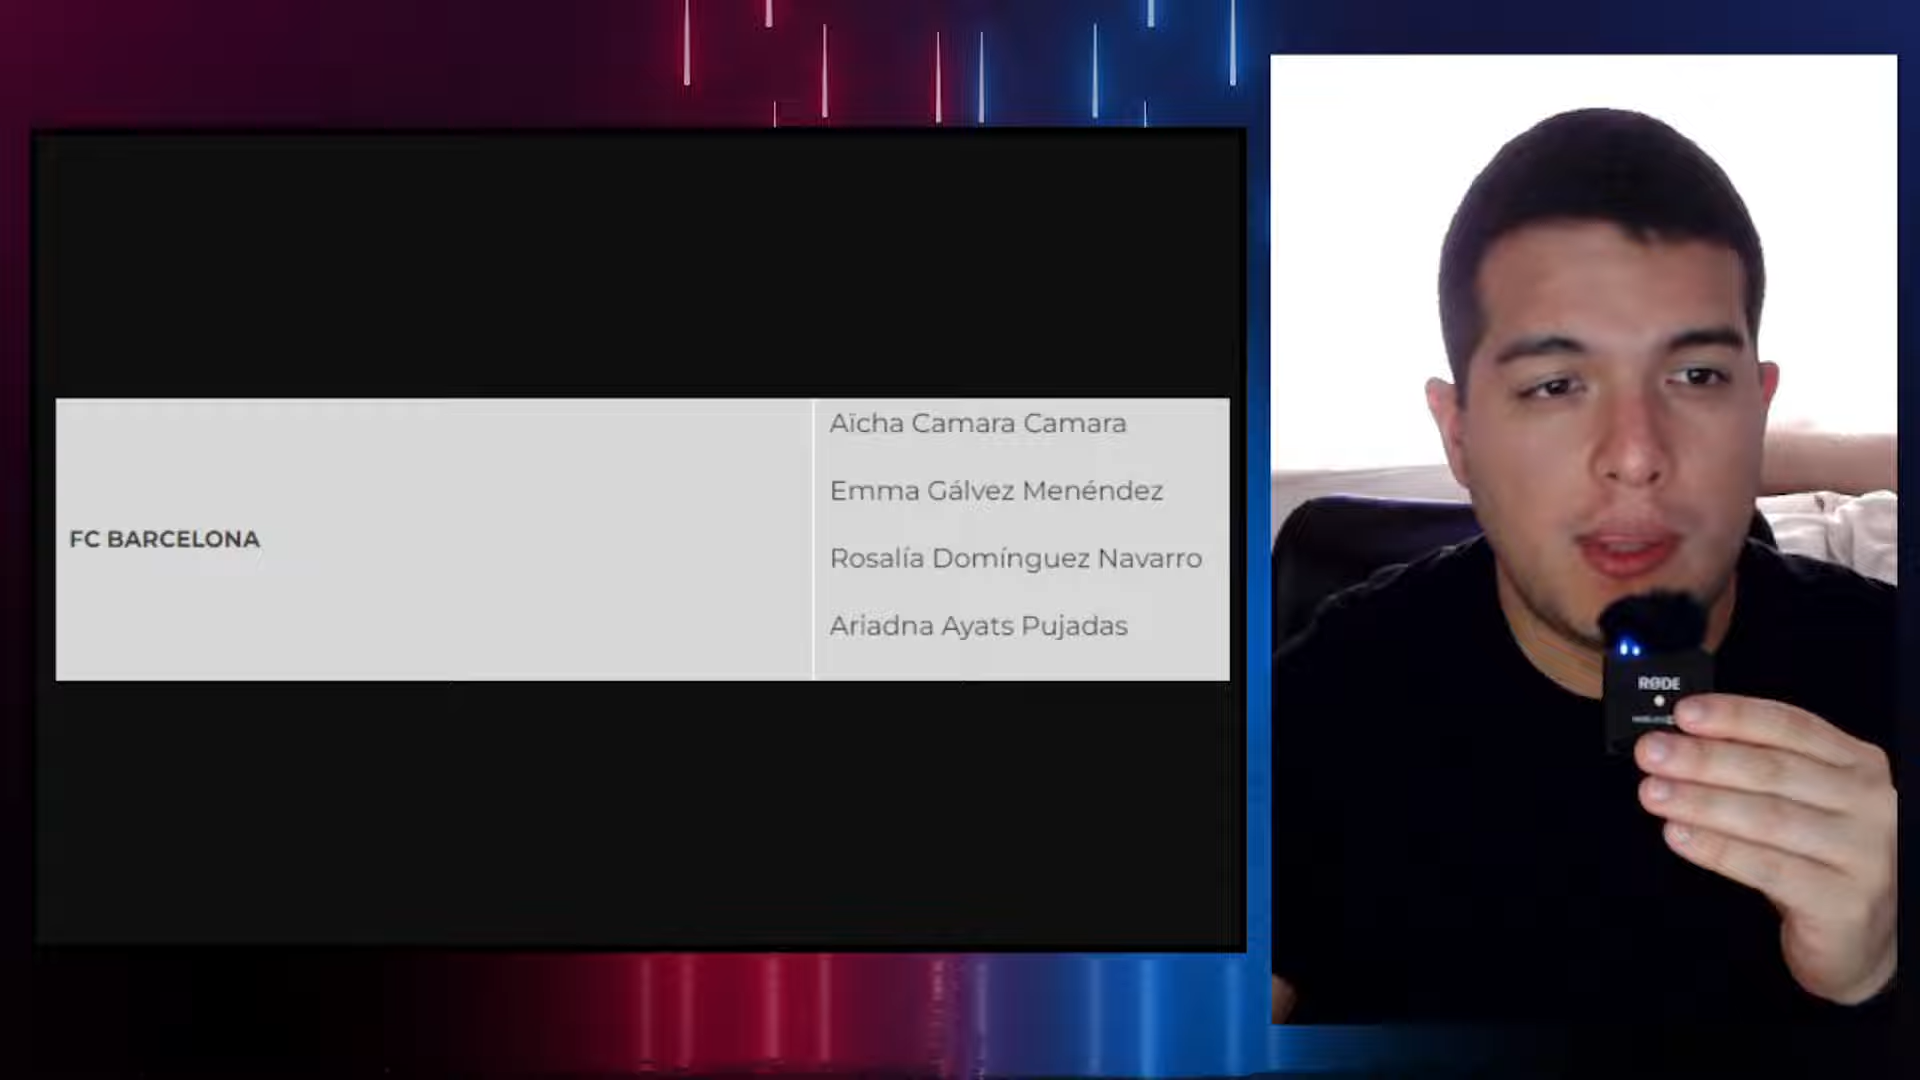 FC BARCELONA
Aïcha Camara Camara
Emma Gálvez Menéndez
Rosalía Domínguez Navarro
Ariadna Ayats Pujadas
RØDE